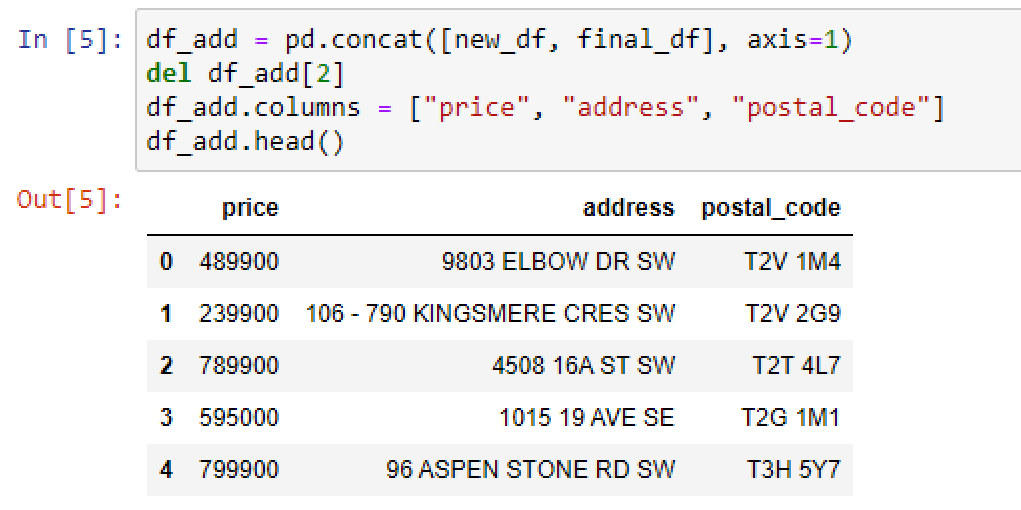 In [5]: df_add = pd.concat([new_df, final_df], axis=1)
del df_add[2]
df_add.columns = ["price", "address", "postal_code"]
df_add.head()
Out[5]:
price address postal_code
0 489900 9803 ELBOW DR SW T2V 1M4
1 239900 106 - 790 KINGSMERE CRES SW T2V 2G9
2 789900 4508 16A ST SW T2T 4L7
3 595000 1015 19 AVE SE T2G 1M1
4 799900 96 ASPEN STONE RD SW T3H 5Y7